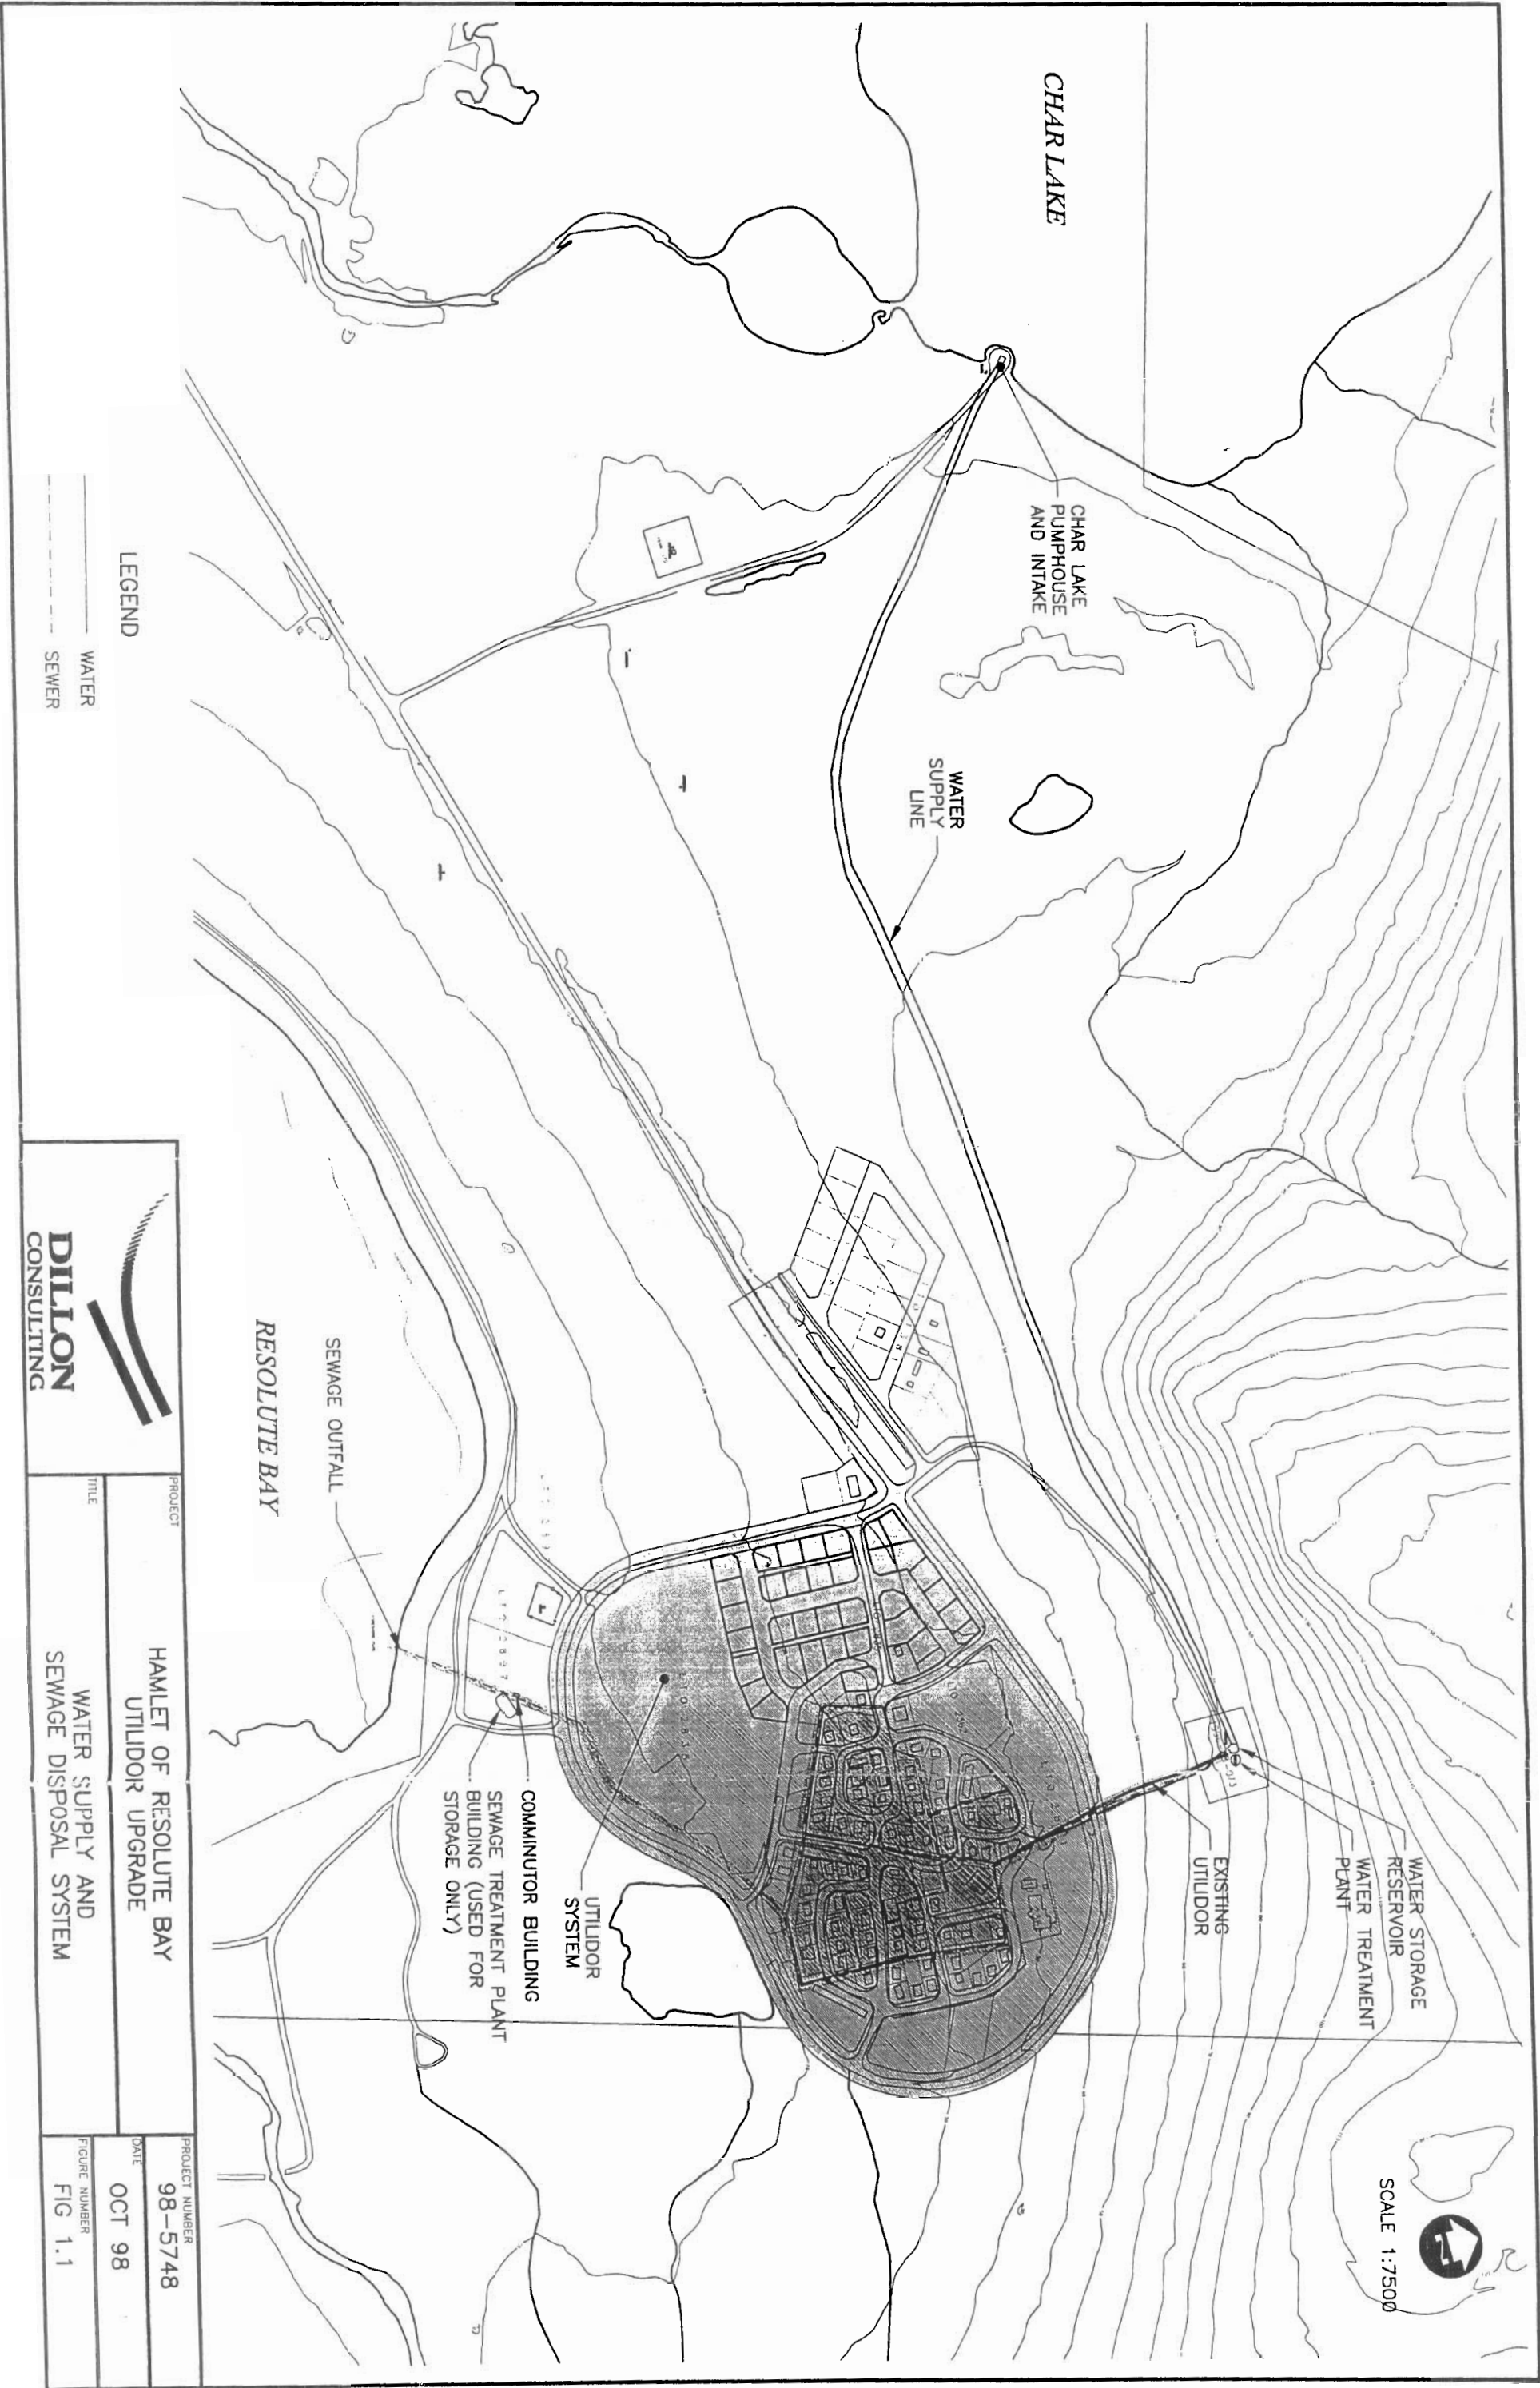 CHAR LAKE
CHAR LAKE
PUMPHOUSE
AND INTAKE
WATER
SUPPLY
LINE
WATER STORAGE
RESERVOIR
WATER TREATMENT
PLANT
EXISTING
UTILIDOR
SCALE 1:7500
UTILIDOR
SYSTEM
COMMINUTOR BUILDING
SEWAGE TREATMENT PLANT
BUILDING (USED FOR
STORAGE ONLY)
SEWAGE OUTFALL
RESOLUTE BAY
LEGEND
WATER
SEWER
DILLON
CONSULTING
PROJECT
HAMLET OF RESOLUTE BAY
UTILIDOR UPGRADE
TITLE
WATER SUPPLY AND
SEWAGE DISPOSAL SYSTEM
PROJECT NUMBER
98-5748
DATE
OCT 98
FIGURE NUMBER
FIG 1.1